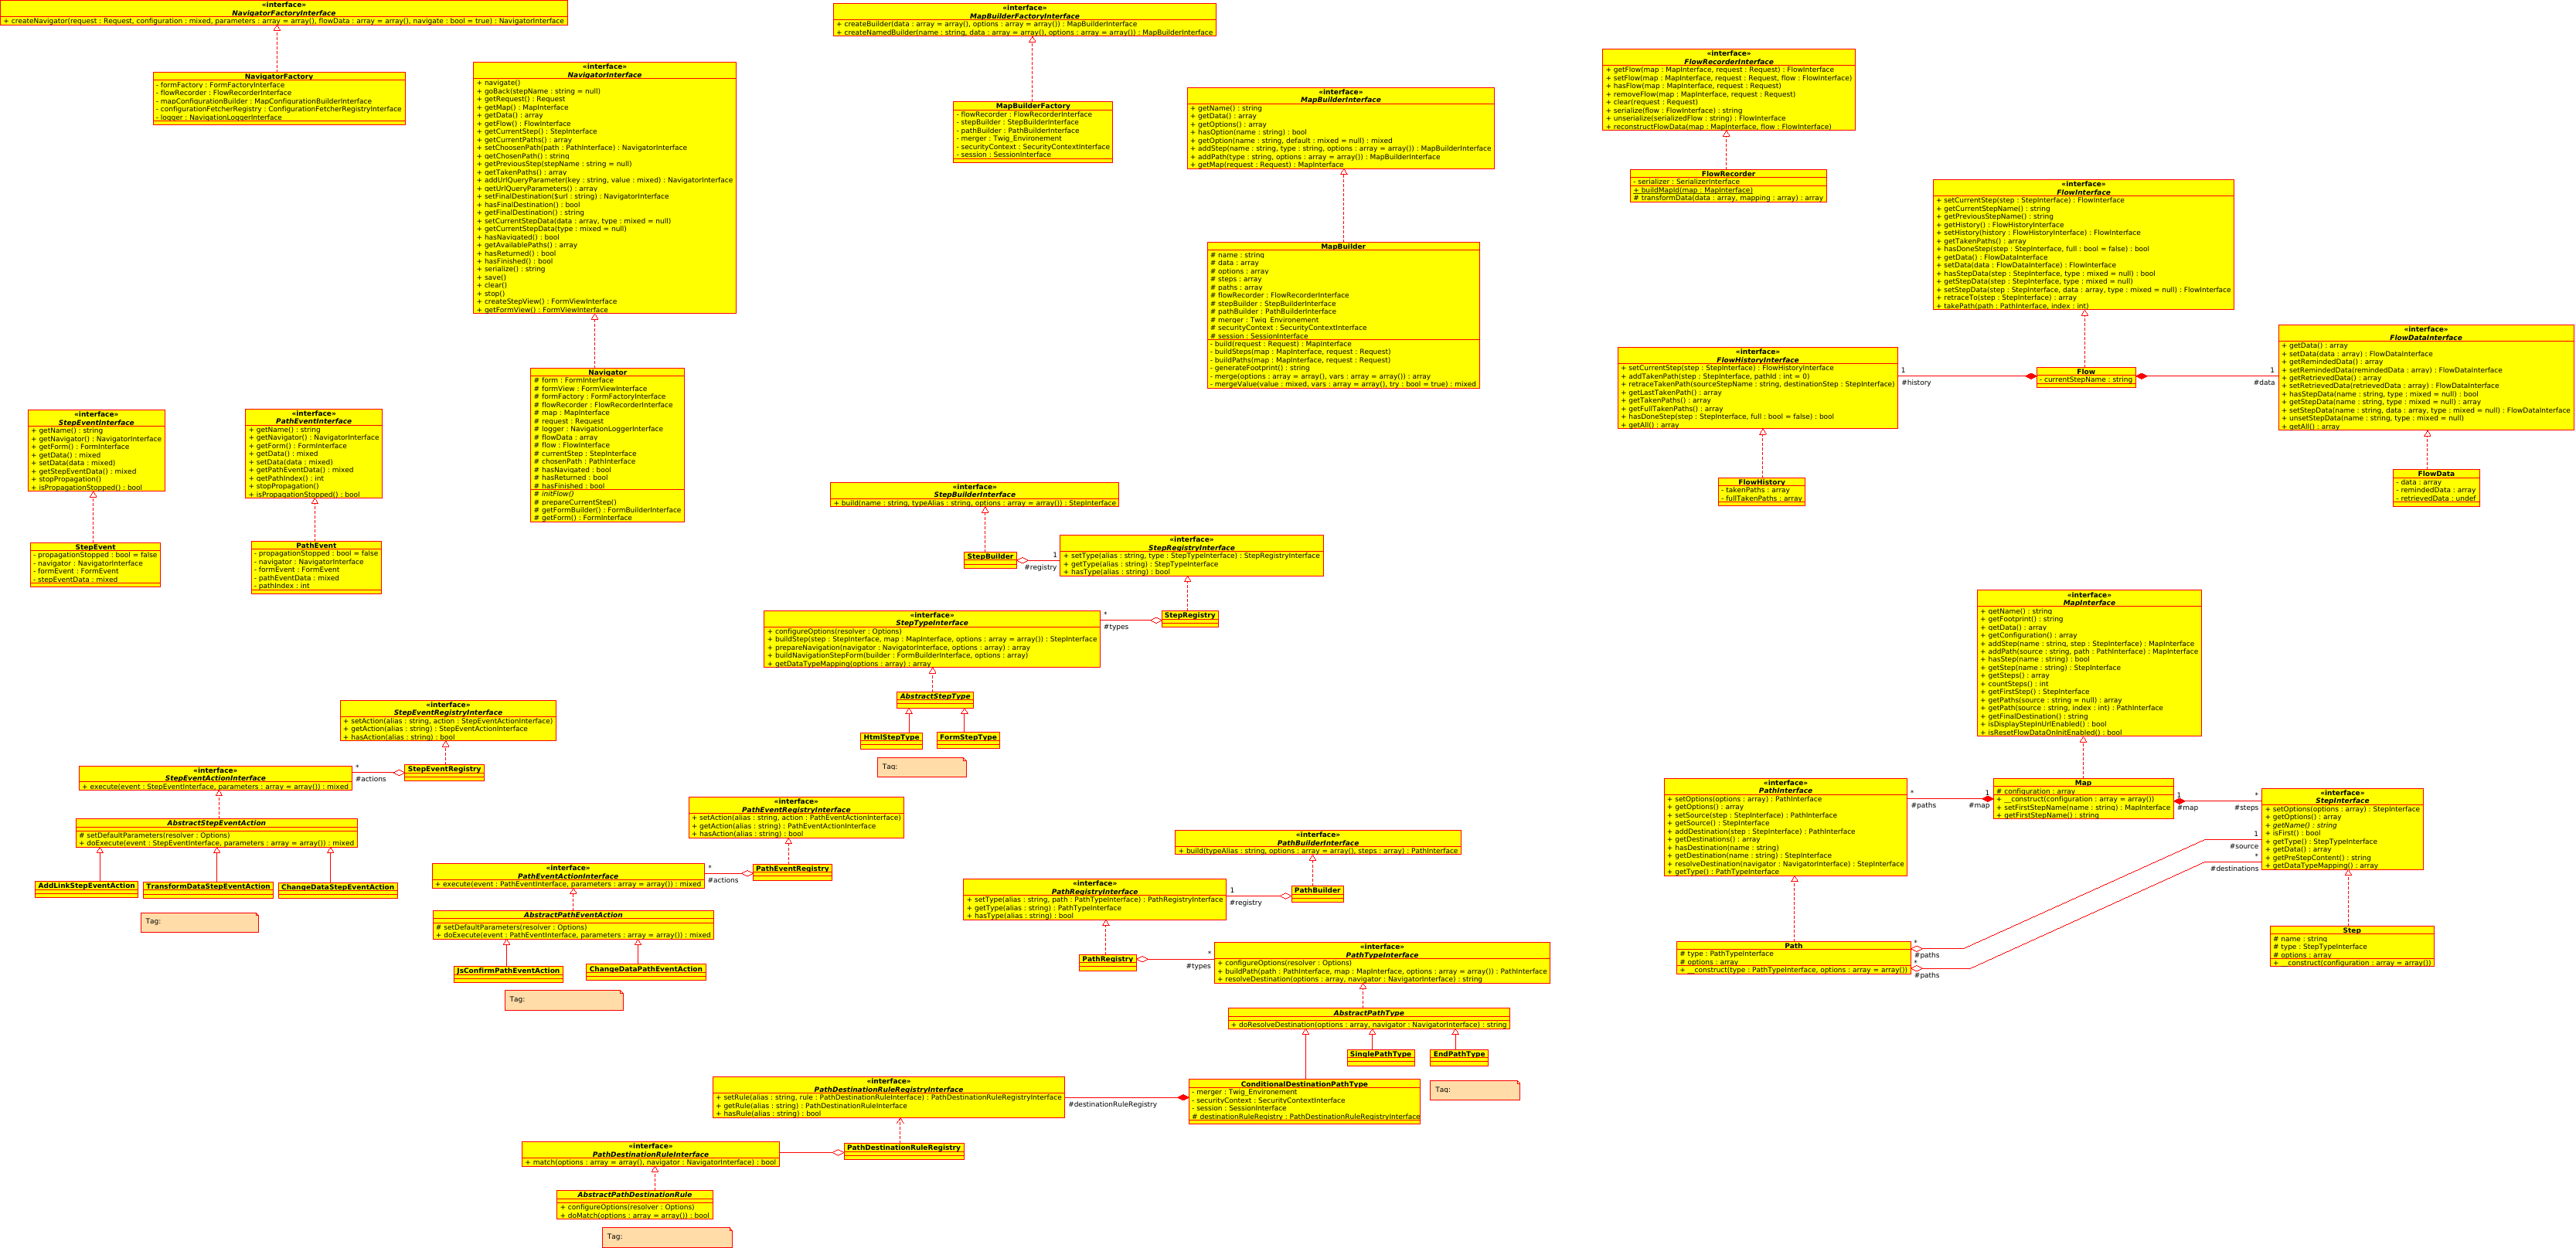 «interface»
NavigatorFactoryInterface
+ createNavigator(request : Request, configuration : mixed, parameters : array = array(), flowData : array = array(), navigate : bool = true) : NavigatorInterface
NavigatorFactory
- formFactory : FormFactoryInterface
- flowRecorder : FlowRecorderInterface
- mapConfigurationBuilder : MapConfigurationBuilderInterface
- configurationFetcherRegistry : ConfigurationFetcherRegistryInterface
- logger : NavigationLoggerInterface
«interface»
NavigatorInterface
+ navigate()
+ goBack(stepName : string = null)
+ getRequest() : Request
+ getMap() : MapInterface
+ getData() : array
+ getFlow() : FlowInterface
+ getCurrentStep() : StepInterface
+ getCurrentPaths() : array
+ setChoosenPath(path : PathInterface) : NavigatorInterface
+ getChosenPath() : string
+ getPreviousStep(stepName : string = null)
+ getTakenPaths() : array
+ addUrlQueryParameter(key : string, value : mixed) : NavigatorInterface
+ getUrlQueryParameters() : array
+ setFinalDestination($url : string) : NavigatorInterface
+ hasFinalDestination() : bool
+ getFinalDestination() : string
+ setCurrentStepData(data : array, type : mixed = null)
+ getCurrentStepData(type : mixed = null)
+ hasNavigated() : bool
+ getAvailablePaths() : array
+ hasReturned() : bool
+ hasFinished() : bool
+ serialize() : string
+ save()
+ clear()
+ stop()
+ createStepView() : FormViewInterface
+ getFormView() : FormViewInterface
Navigator
# form : FormInterface
# formView : FormViewInterface
# formFactory : FormFactoryInterface
# flowRecorder : FlowRecorderInterface
# map : MapInterface
# request : Request
# logger : NavigationLoggerInterface
# flowData : array
# flow : FlowInterface
# currentStep : StepInterface
# chosenPath : PathInterface
# hasNavigated : bool
# hasReturned : bool
# hasFinished : bool
# initFlow()
# prepareCurrentStep()
# getFormBuilder() : FormBuilderInterface
# getForm() : FormInterface
«interface»
MapBuilderFactoryInterface
+ createBuilder(data : array = array(), options : array = array()) : MapBuilderInterface
+ createNamedBuilder(name : string, data : array = array(), options : array = array()) : MapBuilderInterface
MapBuilderFactory
- flowRecorder : FlowRecorderInterface
- stepBuilder : StepBuilderInterface
- pathBuilder : PathBuilderInterface
- merger : Twig_Environement
- securityContext : SecurityContextInterface
- session : SessionInterface
«interface»
MapBuilderInterface
+ getName() : string
+ getData() : array
+ getOptions() : array
+ hasOption(name : string) : bool
+ getOption(name : string, default : mixed = null) : mixed
+ addStep(name : string, type : string, options : array = array()) : MapBuilderInterface
+ addPath(type : string, options : array = array()) : MapBuilderInterface
+ getMap(request : Request) : MapInterface
MapBuilder
# name : string
# data : array
# options : array
# steps : array
# paths : array
# flowRecorder : FlowRecorderInterface
# stepBuilder : StepBuilderInterface
# pathBuilder : PathBuilderInterface
# merger : Twig_Environement
# securityContext : SecurityContextInterface
# session : SessionInterface
- build(request : Request) : MapInterface
- buildSteps(map : MapInterface, request : Request)
- buildPaths(map : MapInterface, request : Request)
- generateFootprint() : string
- merge(options : array = array(), vars : array = array()) : array
- mergeValue(value : mixed, vars : array = array(), try : bool = true) : mixed
«interface»
FlowRecorderInterface
+ getFlow(map : MapInterface, request : Request) : FlowInterface
+ setFlow(map : MapInterface, request : Request, flow : FlowInterface)
+ hasFlow(map : MapInterface, request : Request)
+ removeFlow(map : MapInterface, request : Request)
+ clear(request : Request)
+ serialize(flow : FlowInterface) : string
+ unserialize(serializedFlow : string) : FlowInterface
+ reconstructFlowData(map : MapInterface, flow : FlowInterface)
FlowRecorder
- serializer : SerializerInterface
+ buildMapId(map : MapInterface)
# transformData(data : array, mapping : array) : array
«interface»
FlowInterface
+ setCurrentStep(step : StepInterface) : FlowInterface
+ getCurrentStepName() : string
+ getPreviousStepName() : string
+ getHistory() : FlowHistoryInterface
+ setHistory(history : FlowHistoryInterface) : FlowInterface
+ getTakenPaths() : array
+ hasDoneStep(step : StepInterface, full : bool = false) : bool
+ getData() : FlowDataInterface
+ setData(data : FlowDataInterface) : FlowInterface
+ hasStepData(step : StepInterface, type : mixed = null) : bool
+ getStepData(step : StepInterface, type : mixed = null)
+ setStepData(step : StepInterface, data : array, type : mixed = null) : FlowInterface
+ retraceTo(step : StepInterface) : array
+ takePath(path : PathInterface, index : int)
«interface»
FlowHistoryInterface
+ setCurrentStep(step : StepInterface) : FlowHistoryInterface
+ addTakenPath(step : StepInterface, pathId : int = 0)
+ retraceTakenPath(sourceStepName : string, destinationStep : StepInterface)
+ getLastTakenPath() : array
+ getTakenPaths() : array
+ getFullTakenPaths() : array
+ hasDoneStep(step : StepInterface, full : bool = false) : bool
+ getAll() : array
1
#history
Flow
- currentStepName : string
1
#data
«interface»
FlowDataInterface
+ getData() : array
+ setData(data : array) : FlowDataInterface
+ getRemindedData() : array
+ setRemindedData(remindedData : array) : FlowDataInterface
+ getRetrievedData() : array
+ setRetrievedData(retrievedData : array) : FlowDataInterface
+ hasStepData(name : string, type : mixed = null) : bool
+ getStepData(name : string, type : mixed = null) : array
+ setStepData(name : string, data : array, type : mixed = null) : FlowDataInterface
+ unsetStepData(name : string, type : mixed = null)
+ getAll() : array
FlowHistory
- takenPaths : array
- fullTakenPaths : array
FlowData
- data : array
- remindedData : array
- retrievedData : undef
«interface»
StepEventInterface
+ getName() : string
+ getNavigator() : NavigatorInterface
+ getForm() : FormInterface
+ getData() : mixed
+ setData(data : mixed)
+ getStepEventData() : mixed
+ stopPropagation()
+ isPropagationStopped() : bool
StepEvent
- propagationStopped : bool = false
- navigator : NavigatorInterface
- formEvent : FormEvent
- stepEventData : mixed
«interface»
PathEventInterface
+ getName() : string
+ getNavigator() : NavigatorInterface
+ getForm() : FormInterface
+ getData() : mixed
+ setData(data : mixed)
+ getPathEventData() : mixed
+ getPathIndex() : int
+ stopPropagation()
+ isPropagationStopped() : bool
PathEvent
- propagationStopped : bool = false
- navigator : NavigatorInterface
- formEvent : FormEvent
- pathEventData : mixed
- pathIndex : int
«interface»
StepBuilderInterface
+ build(name : string, typeAlias : string, options : array = array()) : StepInterface
StepBuilder
1
#registry
«interface»
StepRegistryInterface
+ setType(alias : string, type : StepTypeInterface) : StepRegistryInterface
+ getType(alias : string) : StepTypeInterface
+ hasType(alias : string) : bool
«interface»
StepTypeInterface
+ configureOptions(resolver : Options)
+ buildStep(step : StepInterface, map : MapInterface, options : array = array()) : StepInterface
+ prepareNavigation(navigator : NavigatorInterface, options : array) : array
+ buildNavigationStepForm(builder : FormBuilderInterface, options : array)
+ getDataTypeMapping(options : array) : array
*
#types
StepRegistry
AbstractStepType
HtmlStepType
FormStepType
Tag:
«interface»
StepEventRegistryInterface
+ setAction(alias : string, action : StepEventActionInterface)
+ getAction(alias : string) : StepEventActionInterface
+ hasAction(alias : string) : bool
«interface»
StepEventActionInterface
+ execute(event : StepEventInterface, parameters : array = array()) : mixed
*
#actions
StepEventRegistry
AbstractStepEventAction
# setDefaultParameters(resolver : Options)
+ doExecute(event : StepEventInterface, parameters : array = array()) : mixed
AddLinkStepEventAction
TransformDataStepEventAction
ChangeDataStepEventAction
Tag:
«interface»
PathEventRegistryInterface
+ setAction(alias : string, action : PathEventActionInterface)
+ getAction(alias : string) : PathEventActionInterface
+ hasAction(alias : string) : bool
«interface»
PathEventActionInterface
+ execute(event : PathEventInterface, parameters : array = array()) : mixed
*
#actions
PathEventRegistry
AbstractPathEventAction
# setDefaultParameters(resolver : Options)
+ doExecute(event : PathEventInterface, parameters : array = array()) : mixed
JsConfirmPathEventAction
ChangeDataPathEventAction
Tag:
«interface»
PathBuilderInterface
+ build(typeAlias : string, options : array = array(), steps : array) : PathInterface
«interface»
PathRegistryInterface
+ setType(alias : string, path : PathTypeInterface) : PathRegistryInterface
+ getType(alias : string) : PathTypeInterface
+ hasType(alias : string) : bool
1
#registry
PathBuilder
PathRegistry
*
#types
«interface»
PathTypeInterface
+ configureOptions(resolver : Options)
+ buildPath(path : PathInterface, map : MapInterface, options : array = array()) : PathInterface
+ resolveDestination(options : array, navigator : NavigatorInterface) : string
AbstractPathType
+ doResolveDestination(options : array, navigator : NavigatorInterface) : string
SinglePathType
EndPathType
Tag:
ConditionalDestinationPathType
- merger : Twig_Environement
- securityContext : SecurityContextInterface
- session : SessionInterface
# destinationRuleRegistry : PathDestinationRuleRegistryInterface
#destinationRuleRegistry
«interface»
PathDestinationRuleRegistryInterface
+ setRule(alias : string, rule : PathDestinationRuleInterface) : PathDestinationRuleRegistryInterface
+ getRule(alias : string) : PathDestinationRuleInterface
+ hasRule(alias : string) : bool
«interface»
PathDestinationRuleInterface
+ match(options : array = array(), navigator : NavigatorInterface) : bool
PathDestinationRuleRegistry
AbstractPathDestinationRule
+ configureOptions(resolver : Options)
+ doMatch(options : array = array()) : bool
Tag:
«interface»
MapInterface
+ getName() : string
+ getFootprint() : string
+ getData() : array
+ getConfiguration() : array
+ addStep(name : string, step : StepInterface) : MapInterface
+ addPath(source : string, path : PathInterface) : MapInterface
+ hasStep(name : string) : bool
+ getStep(name : string) : StepInterface
+ getSteps() : array
+ countSteps() : int
+ getFirstStep() : StepInterface
+ getPaths(source : string = null) : array
+ getPath(source : string, index : int) : PathInterface
+ getFinalDestination() : string
+ isDisplayStepInUrlEnabled() : bool
+ isResetFlowDataOnInitEnabled() : bool
«interface»
PathInterface
+ setOptions(options : array) : PathInterface
+ getOptions() : array
+ setSource(step : StepInterface) : PathInterface
+ getSource() : StepInterface
+ addDestination(step : StepInterface) : PathInterface
+ getDestinations() : array
+ hasDestination(name : string)
+ getDestination(name : string) : StepInterface
+ resolveDestination(navigator : NavigatorInterface) : StepInterface
+ getType() : PathTypeInterface
*
#paths
1
#map
Map
# configuration : array
+ __construct(configuration : array = array())
+ setFirstStepName(name : string) : MapInterface
+ getFirstStepName() : string
1
#map
*
#steps
«interface»
StepInterface
+ setOptions(options : array) : StepInterface
+ getOptions() : array
+ getName() : string
+ isFirst() : bool
+ getType() : StepTypeInterface
+ getData() : array
+ getPreStepContent() : string
+ getDataTypeMapping() : array
1
#source
*
#destinations
Path
# type : PathTypeInterface
# options : array
+ __construct(type : PathTypeInterface, options : array = array())
*
#paths
*
#paths
Step
# name : string
# type : StepTypeInterface
# options : array
+ __construct(configuration : array = array())